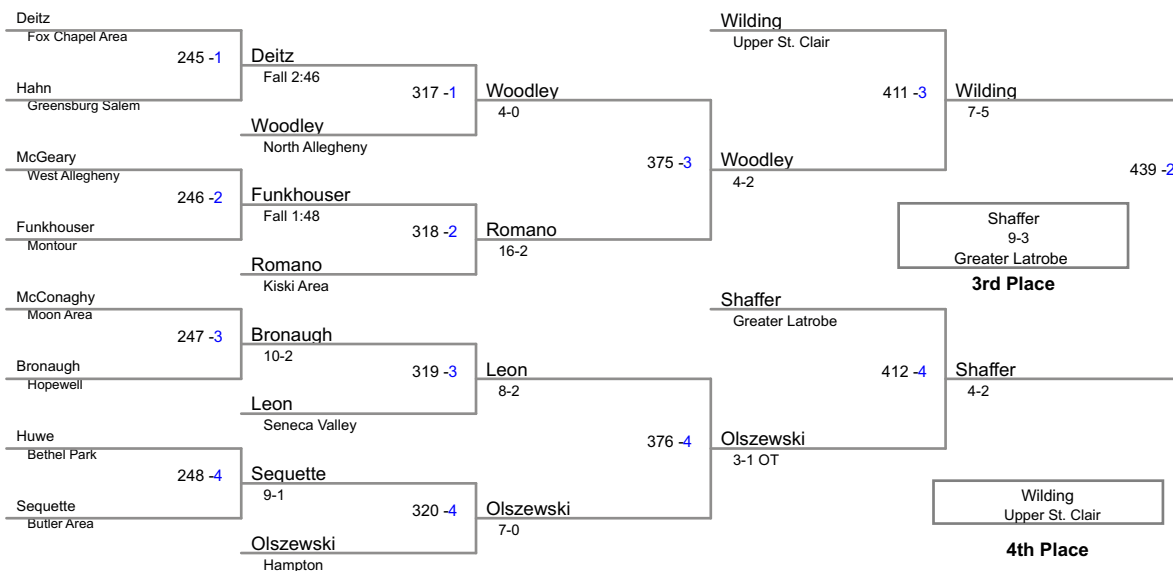 Deitz
Fox Chapel Area
245 -1
Hahn
Greensburg Salem
McGeary
West Allegheny
246 -2
Funkhouser
Montour
McConaghy
Moon Area
247 -3
Bronaugh
Hopewell
Huwe
Bethel Park
248 -4
Sequette
Butler Area
Deitz
Fall 2:46
317 -1
Woodley
North Allegheny
Funkhouser
Fall 1:48
318 -2
Romano
Kiski Area
Bronaugh
10-2
319 -3
Leon
Seneca Valley
Sequette
9-1
320 -4
Olszewski
Hampton
Woodley
4-0
375 -3
Romano
16-2
Leon
8-2
376 -4
Olszewski
7-0
Wilding
Upper St. Clair
411 -3
Woodley
4-2
Shaffer
Greater Latrobe
412 -4
Olszewski
3-1 OT
Wilding
7-5
439 -2
Shaffer
9-3
Greater Latrobe
3rd Place
Shaffer
4-2
Wilding
Upper St. Clair
4th Place